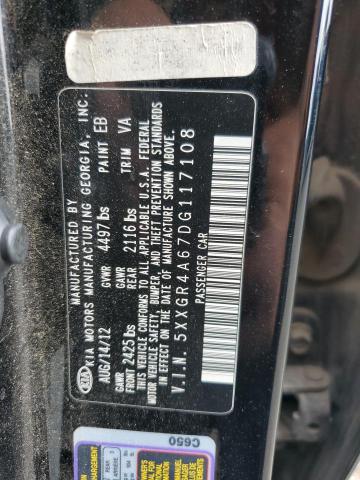 MANUFACTURED BY
KIA KIA MOTORS MANUFACTURING GEORGIA, INC.
AUG/14/12 GVWR 4497lbs PAINT EB
GAWR FRONT 2425lbs GAWR REAR 2116lbs TRIM VA
THIS VEHICLE CONFORMS TO ALL APPLICABLE U.S.A. FEDERAL
MOTOR VEHICLE SAFETY, BUMPER, AND THEFT PREVENTION STANDARDS
IN EFFECT ON THE DATE OF MANUFACTURE SHOWN ABOVE.
V.I.N. 5XXGR4A67DG117108
PASSENGER CAR
C650